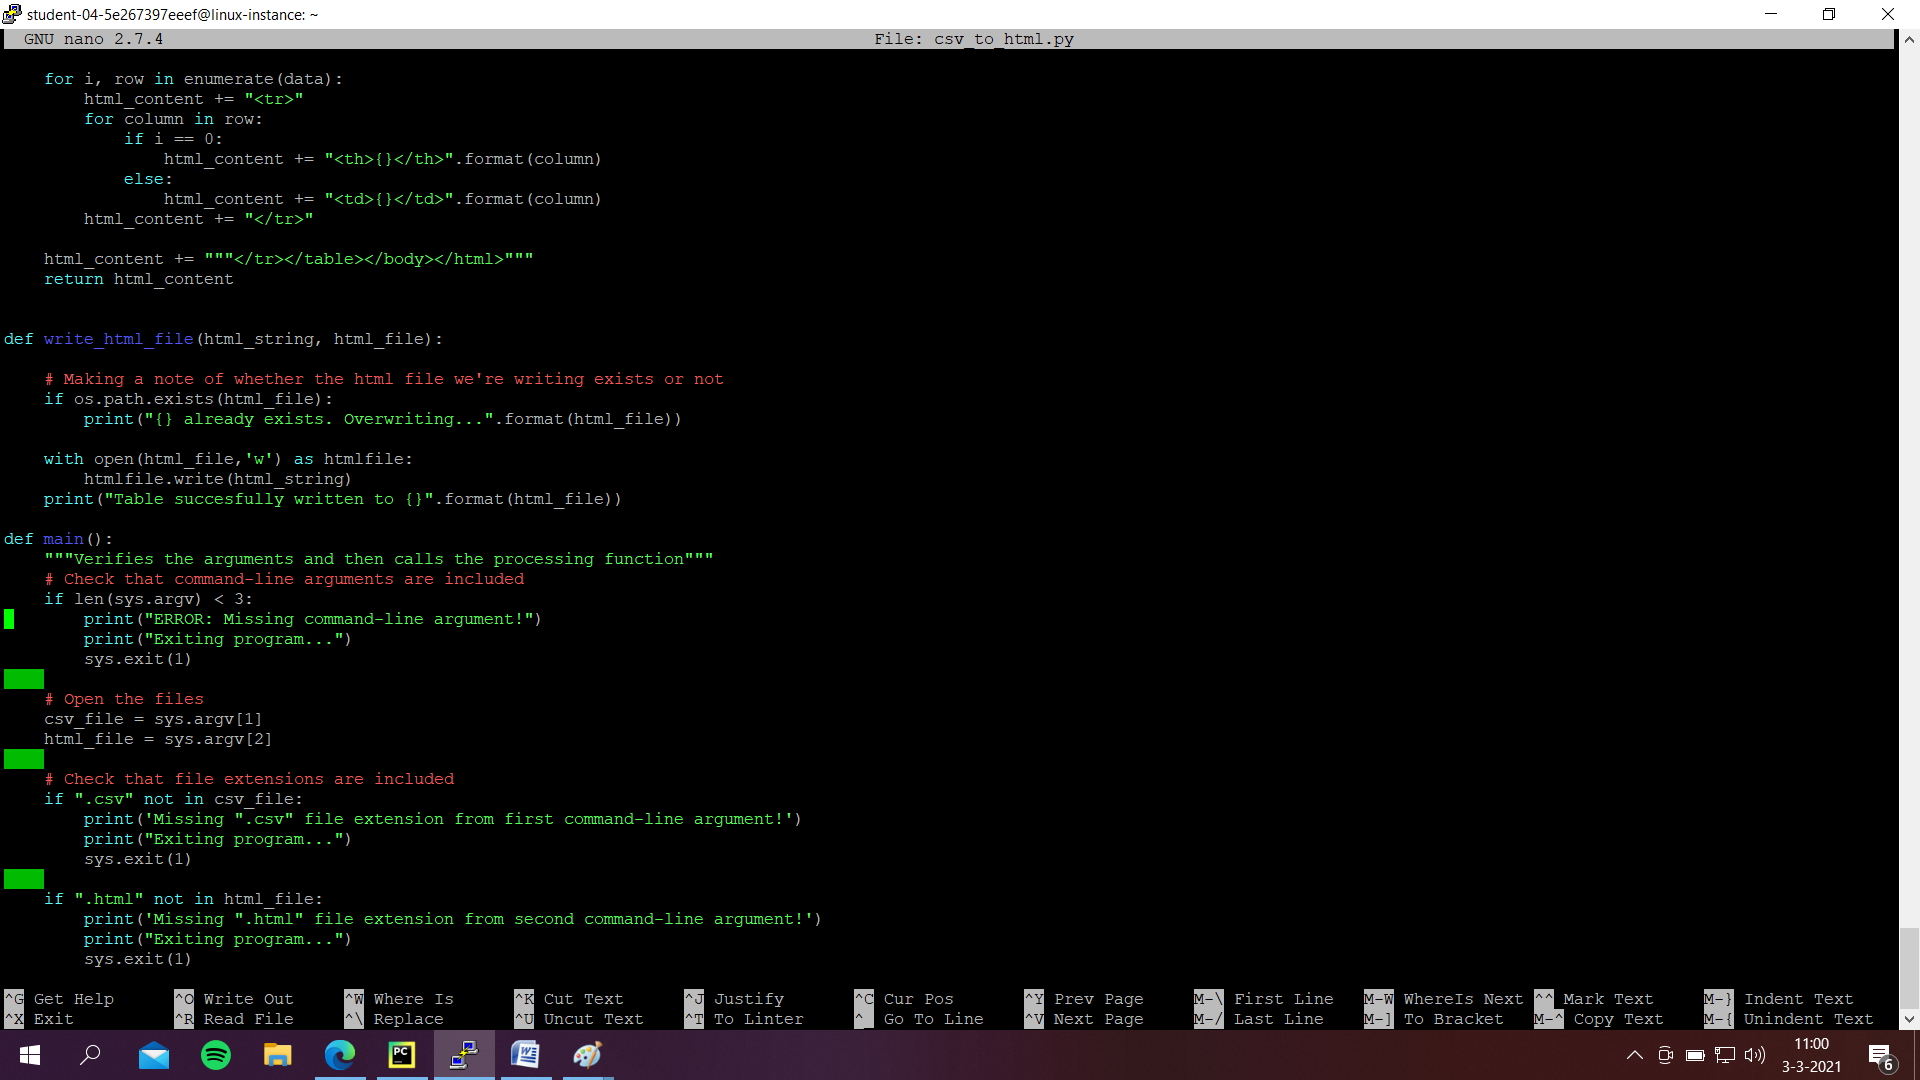 student-04-5e267397eeef@linux-instance: ~
GNU nano 2.7.4 File: csv_to_html.py
for i, row in enumerate(data):
html_content += "<tr>"
for column in row:
if i == 0:
html_content += "<th>{}</th>".format(column)
else:
html_content += "<td>{}</td>".format(column)
html_content += "</tr>"
html_content += """</tr></table></body></html>"""
return html_content
def write_html_file(html_string, html_file):
# Making a note of whether the html file we're writing exists or not
if os.path.exists(html_file):
print("{} already exists. Overwriting...".format(html_file))
with open(html_file,'w') as htmlfile:
htmlfile.write(html_string)
print("Table succesfully written to {}".format(html_file))
def main():
"""Verifies the arguments and then calls the processing function"""
# Check that command-line arguments are included
if len(sys.argv) < 3:
print("ERROR: Missing command-line argument!")
print("Exiting program...")
sys.exit(1)
# Open the files
csv_file = sys.argv[1]
html_file = sys.argv[2]
# Check that file extensions are included
if ".csv" not in csv_file:
print('Missing ".csv" file extension from first command-line argument!')
print("Exiting program...")
sys.exit(1)
if ".html" not in html_file:
print('Missing ".html" file extension from second command-line argument!')
print("Exiting program...")
sys.exit(1)
^G Get Help ^O Write Out ^W Where Is ^K Cut Text ^J Justify ^C Cur Pos ^Y Prev Page M-\ First Line M-W WhereIs Next ^^ Mark Text M-} Indent Text
^X Exit ^R Read File ^\ Replace ^U Uncut Text ^T To Linter ^_ Go To Line ^V Next Page M-/ Last Line M-] To Bracket M-^ Copy Text M-{ Unindent Text
PC
W
11:00
3-3-2021
6